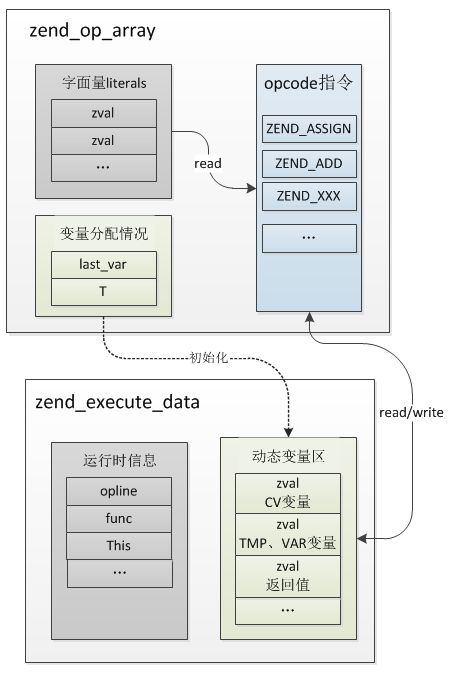 zend_op_array
字面量literals
zval
zval
...
read
opcode指令
ZEND_ASSIGN
ZEND_ADD
ZEND_XXX
...
变量分配情况
last_var
T
初始化
read/write
zend_execute_data
运行时信息
opline
func
This
...
动态变量区
zval
CV变量
zval
TMP、VAR变量
zval
返回值
...